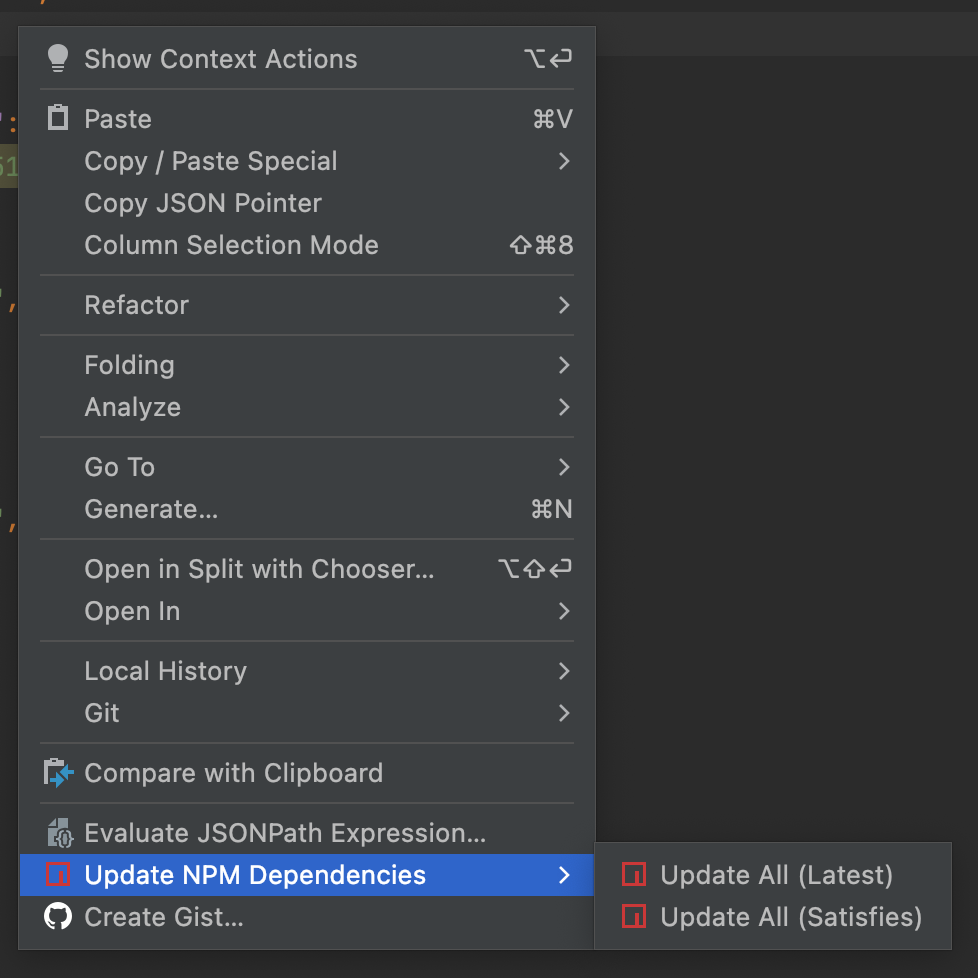 Show Context Actions ⌥⏎
Paste ⌘V
":
Copy / Paste Special
51
Copy JSON Pointer
Column Selection Mode ⇧⌘8
Refactor
",
Folding
Analyze
Go To
Generate... ⌘N
",
Open in Split with Chooser... ⌥⇧⏎
Open In
Local History
Git
Compare with Clipboard
Evaluate JSONPath Expression...
Update NPM Dependencies
Update All (Latest)
Create Gist...
Update All (Satisfies)